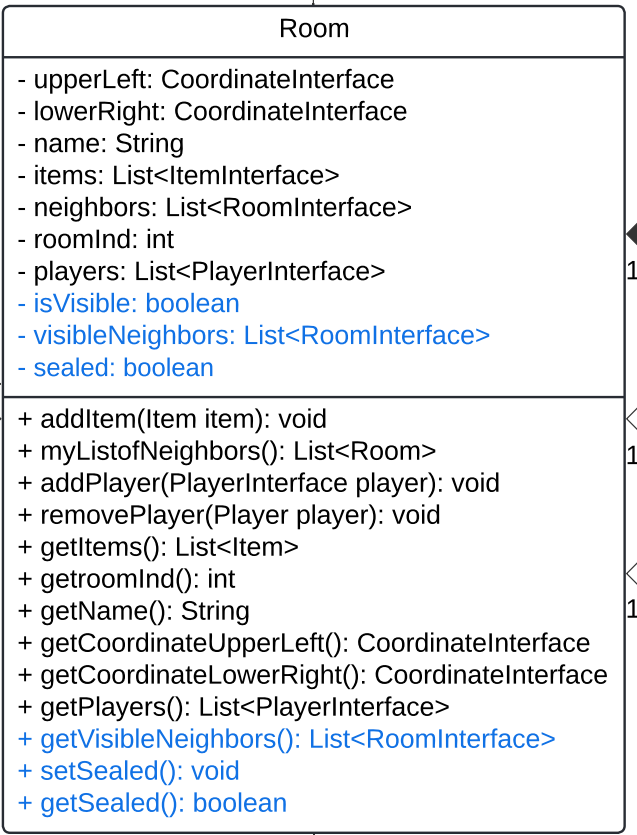 Room
- upperLeft: CoordinateInterface
- lowerRight: CoordinateInterface
- name: String
- items: List<ItemInterface>
- neighbors: List<RoomInterface>
- roomInd: int
- players: List<PlayerInterface>
- isVisible: boolean
- visibleNeighbors: List<RoomInterface>
- sealed: boolean
+ addItem(Item item): void
+ myListofNeighbors(): List<Room>
+ addPlayer(PlayerInterface player): void
+ removePlayer(Player player): void
+ getItems(): List<Item>
+ getroomInd(): int
+ getName(): String
+ getCoordinateUpperLeft(): CoordinateInterface
+ getCoordinateLowerRight(): CoordinateInterface
+ getPlayers(): List<PlayerInterface>
+ getVisibleNeighbors(): List<RoomInterface>
+ setSealed(): void
+ getSealed(): boolean
1
1
1